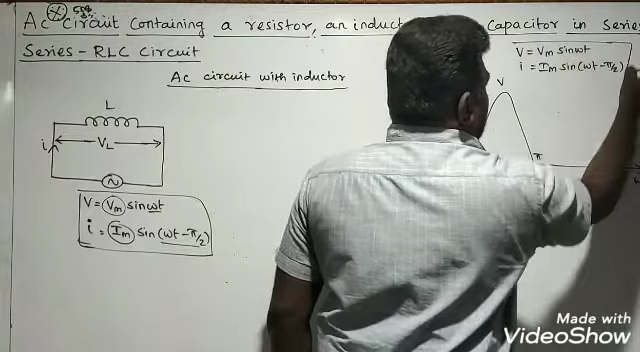 Ac Circuit Containing a resistor, an induct Capacitor in Series
Series - RLC Circuit
Ac circuit with inductor
V = Vm sinωt
i = Im sin(ωt - π/2)
V
π
L
i
VL
V = Vm sinωt
i = Im sin(ωt - π/2)
Made with
VideoShow